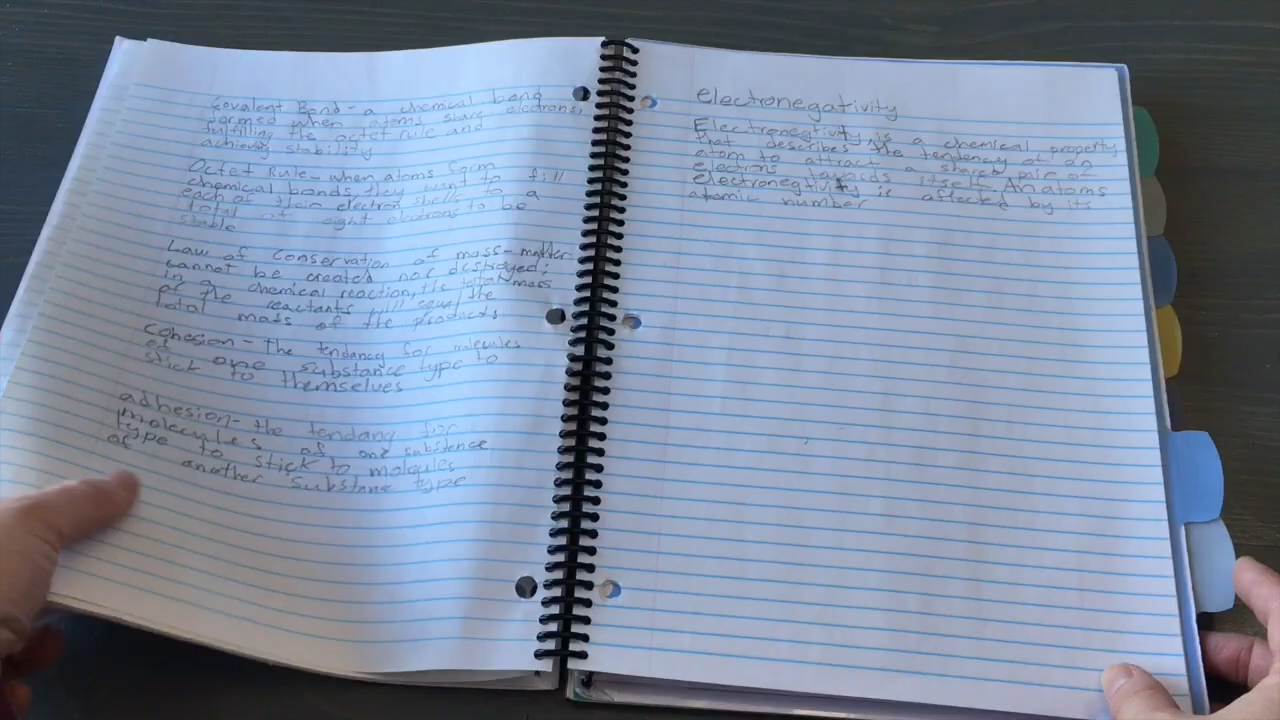 Covalent Bond - a chemical bond
formed when atoms share electrons,
fulfilling the octet rule and
achieving stability
Octet Rule - when atoms form
chemical bonds they want to fill
each of their electron shells to a
total of eight electrons to be
stable
Law of Conservation of mass - matter
cannot be created nor destroyed;
in a chemical reaction, the total mass
of the reactants will equal the
total mass of the products
Cohesion - The tendancy for molecules
of one substance type to
stick to themselves
adhesion - the tendancy for
molecules of one substance
type to stick to molcules
of another substance type
electronegativity
Electronegtivity is a chemical property
that describes the tendency of an
atom to attract a shared pair of
electrons towards itself. An atoms
electronegtivity is affected by its
atomic number